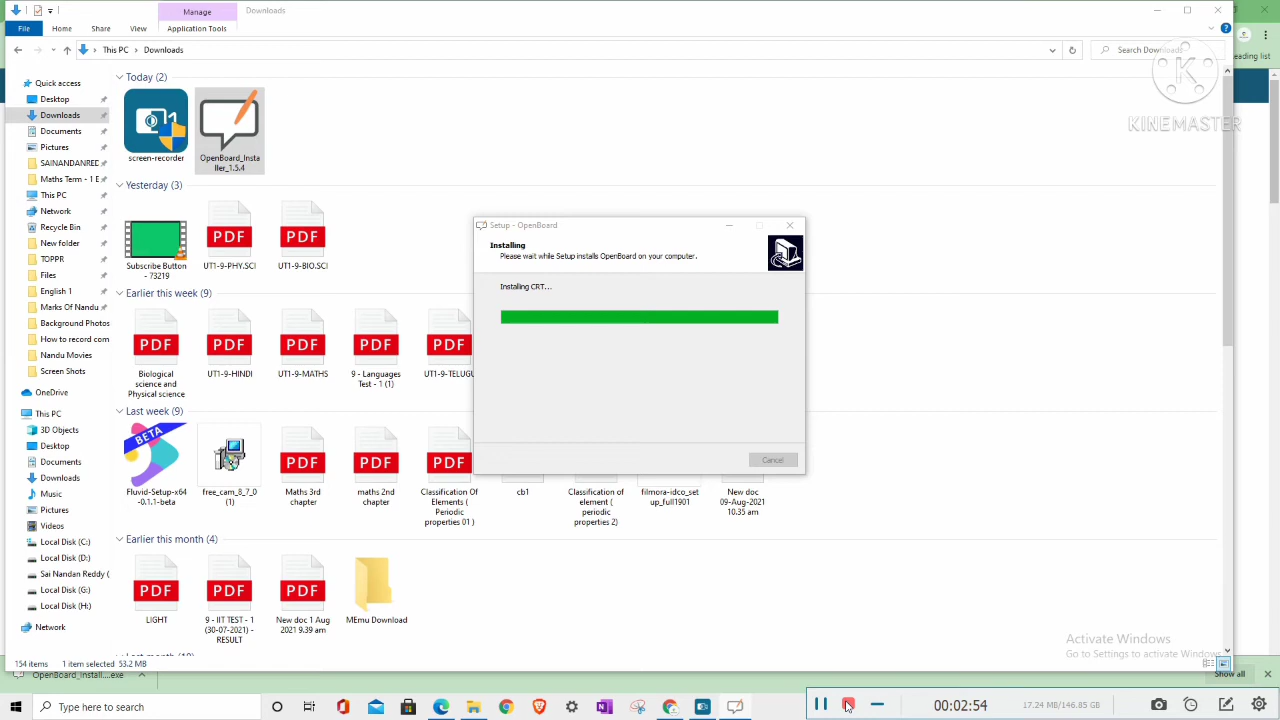 Manage
Downloads
File
Home
Share
View
Application Tools
This PC
Downloads
Search Downloads
eading list
KINEMASTER
Quick access
Desktop
Downloads
Documents
Pictures
SAINANDANREE
Maths Term - 1 E
This PC
Network
Recycle Bin
New folder
TOPPR
Files
English 1
Marks Of Nandu
Background Photos
How to record com
Nandu Movies
Screen Shots
OneDrive
This PC
3D Objects
Desktop
Documents
Downloads
Music
Pictures
Videos
Local Disk (C:)
Local Disk (D:)
Sai Nandan Reddy (
Local Disk (G:)
Local Disk (H:)
Network
Today (2)
screen-recorder
OpenBoard_Insta
ller_1.5.4
Yesterday (3)
Subscribe Button
- 73219
PDF
UT1-9-PHY.SCI
PDF
UT1-9-BIO.SCI
Earlier this week (9)
PDF
Biological
science and
Physical science
PDF
UT1-9-HINDI
PDF
UT1-9-MATHS
PDF
9 - Languages
Test - 1 (1)
PDF
UT1-9-TELUGU
Setup - OpenBoard
Installing
Please wait while Setup installs OpenBoard on your computer.
Installing CRT...
Cancel
Last week (9)
BETA
Fluvid-Setup-x64
-0.1.1-beta
free_cam_8_7_0
(1)
PDF
Maths 3rd
chapter
PDF
maths 2nd
chapter
PDF
Classification Of
Elements (
Periodic
properties 01 )
cb1
Classification of
element (
periodic
properties 2)
filmora-idco_set
up_full1901
New doc
09-Aug-2021
10.35 am
Earlier this month (4)
PDF
LIGHT
PDF
9 - IIT TEST - 1
(30-07-2021) -
RESULT
PDF
New doc 1 Aug
2021 9.39 am
MEmu Download
Activate Windows
Go to Settings to activate Windows.
154 items
1 item selected 53.2 MB
OpenBoard_Install....exe
Show all
Type here to search
00:02:54
17.24 MB/146.85 GB